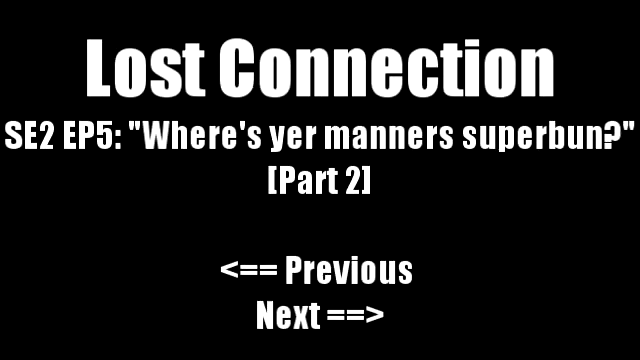 Lost Connection
SE2 EP5: "Where's yer manners superbun?"
[Part 2]
<== Previous
Next ==>